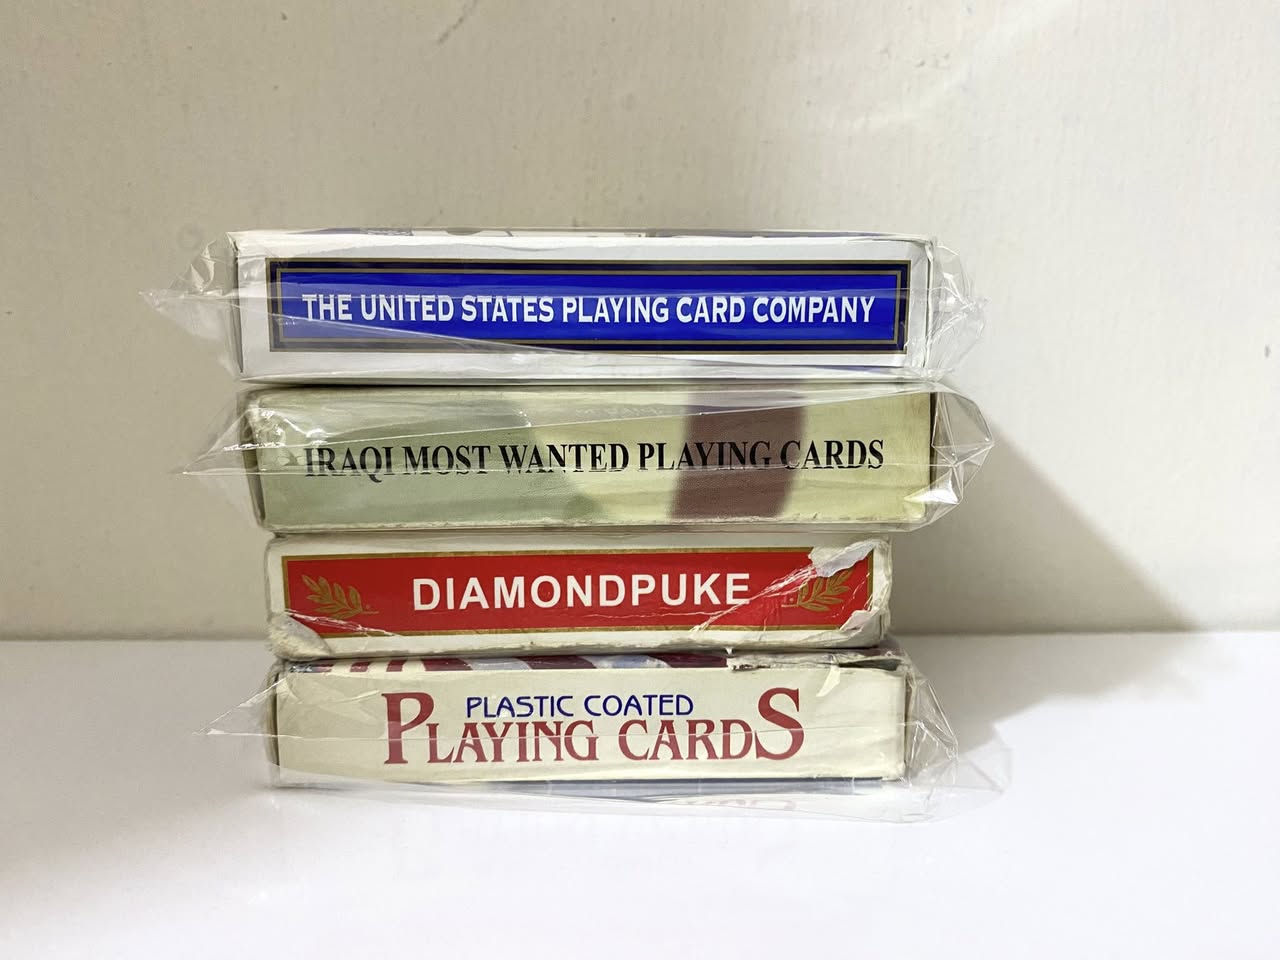 THE UNITED STATES PLAYING CARD COMPANY
IRAQI MOST WANTED PLAYING CARDS
DIAMONDPUKE
PLASTIC COATED
PLAYING CARDS